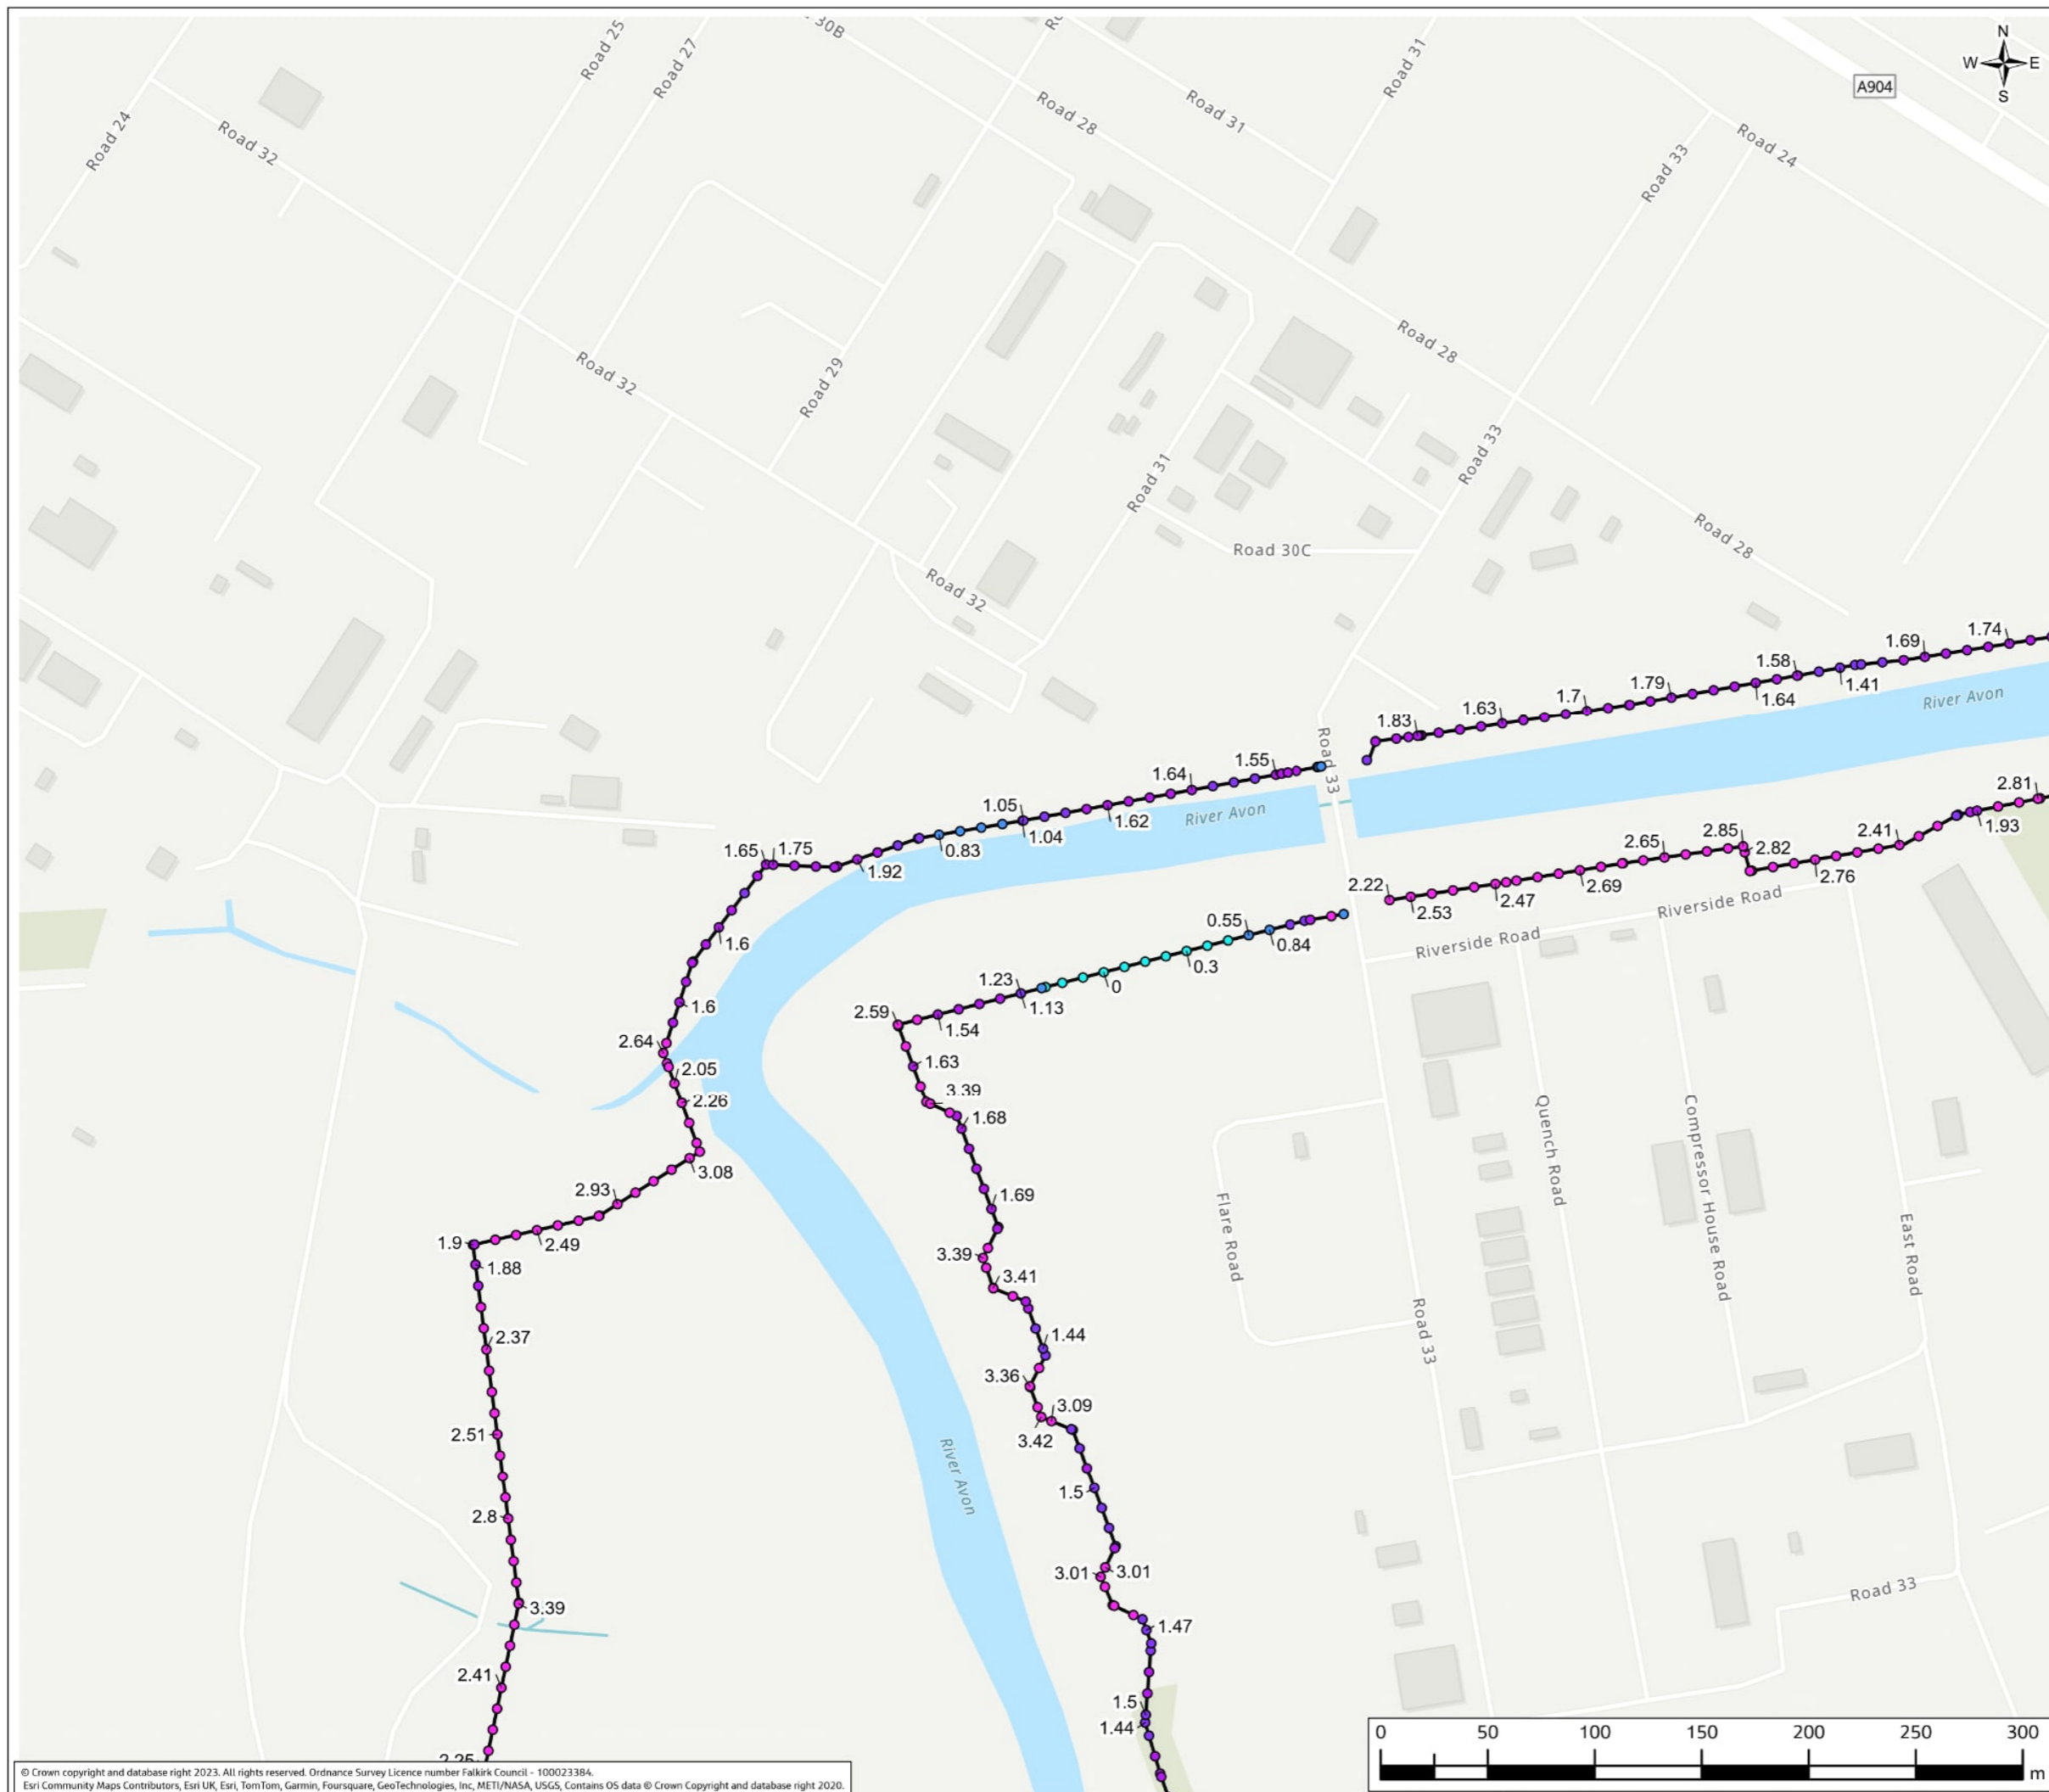 30B
Road 25
Road 27
Road 31
N
W E
S
A904
Road 24
Road 32
Road 28
Road 31
Road 33
Road 24
Road 32
Road 29
Road 28
Road 31
Road 33
Road 30C
Road 28
Road 32
1.74
1.69
1.58
1.41
River Avon
1.79
1.64
1.7
1.63
1.83
Road 33
1.55
1.64
River Avon
1.05
1.62
1.04
0.83
1.65 1.75
1.92
2.81
1.93
2.41
2.85
2.82
2.65
2.76
2.69
2.47
2.22
2.53
Riverside Road
Riverside Road
0.55
0.84
0.3
0
1.23
1.13
1.6
1.6
2.59
1.54
2.64
2.05
2.26
1.63
3.39
1.68
3.08
2.93
2.49
1.9
1.88
1.69
3.39
3.41
Flare Road
Quench Road
Compressor House Road
East Road
2.37
1.44
Road 33
3.36
3.09
3.42
2.51
River Avon
1.5
2.8
3.01
3.01
3.39
1.47
Road 33
2.41
1.5
1.44
2.25
0 50 100 150 200 250 300
m
© Crown copyright and database right 2023. All rights reserved. Ordnance Survey Licence number Falkirk Council - 100023384.
Esri Community Maps Contributors, Esri UK, Esri, TomTom, Garmin, Foursquare, GeoTechnologies, Inc, METI/NASA, USGS, Contains OS data © Crown Copyright and database right 2020.